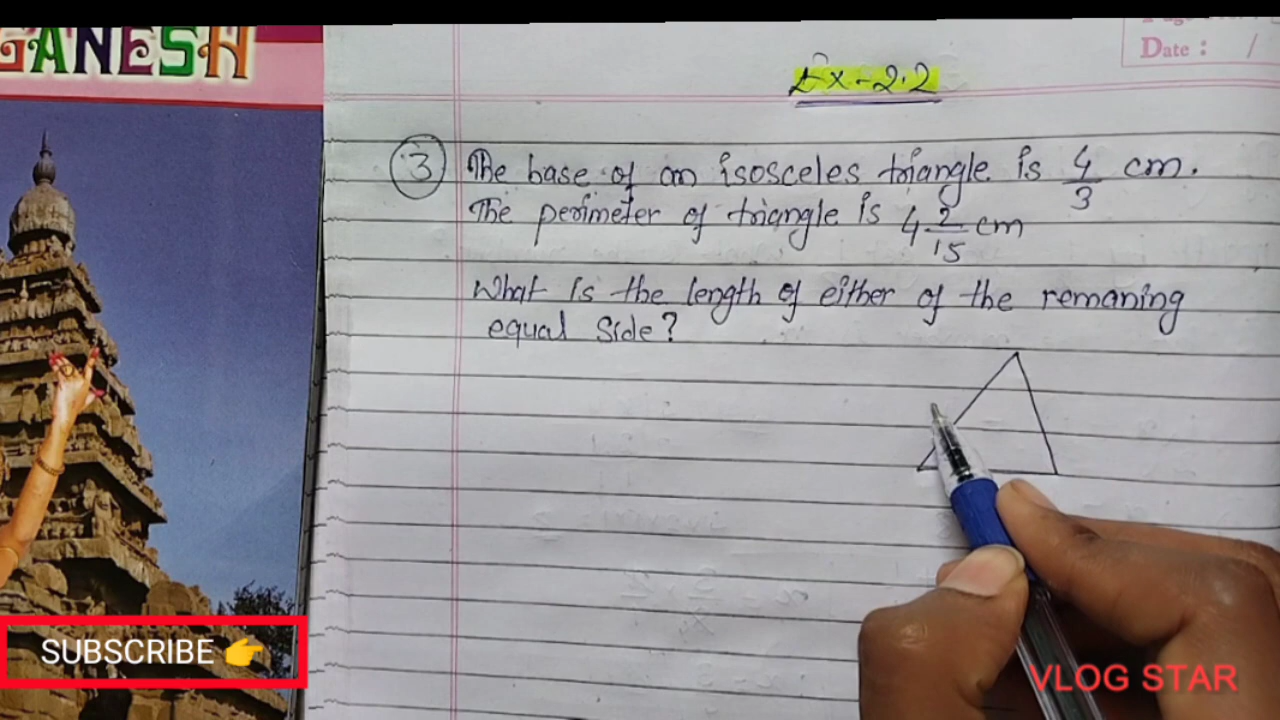 GANESH
Date : /
Ex-2.2
3 The base of an isosceles triangle is 4/3 cm.
The perimeter of triangle is 4 2/15 cm
What is the length of either of the remaning
equal side?
SUBSCRIBE 👉
VLOG STAR